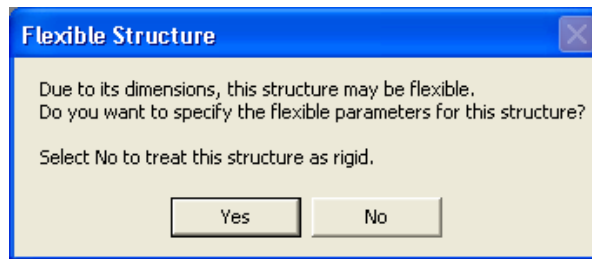 Flexible Structure
Due to its dimensions, this structure may be flexible.
Do you want to specify the flexible parameters for this structure?
Select No to treat this structure as rigid.
Yes
No